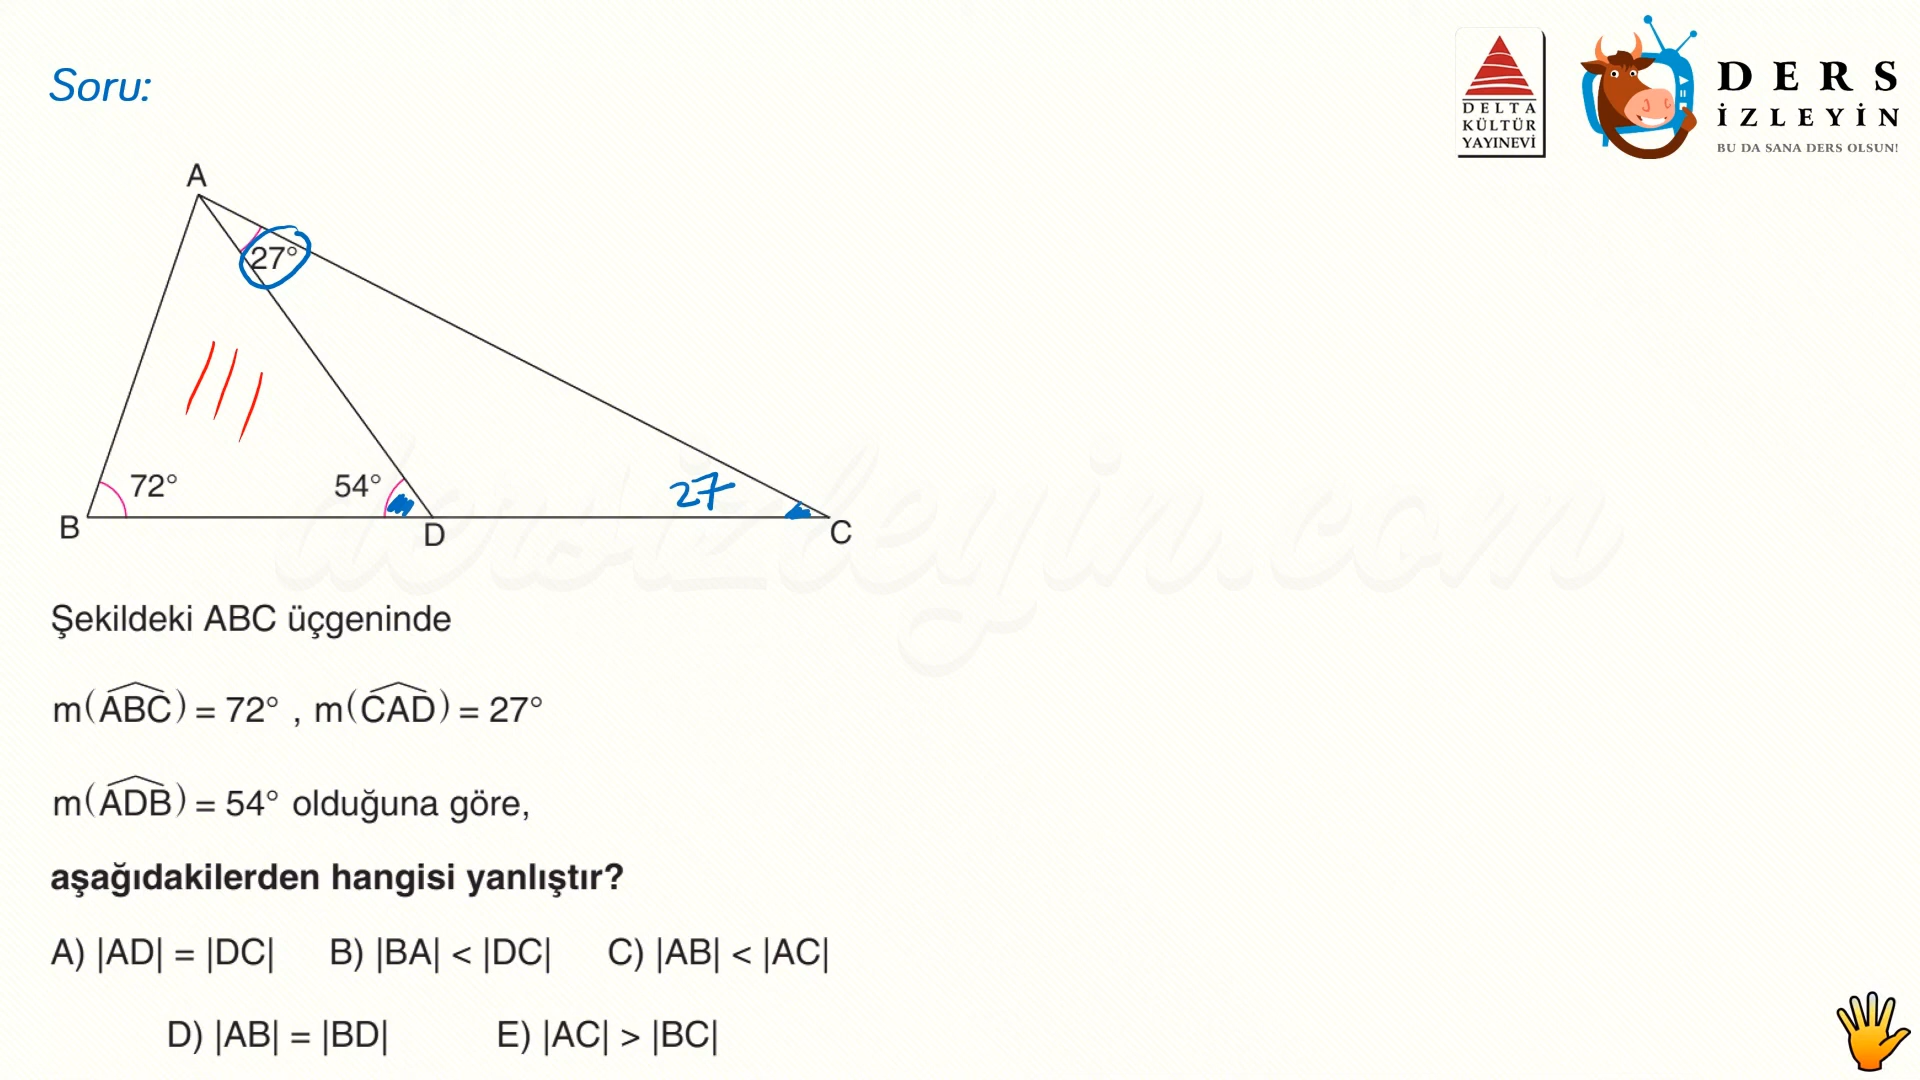 Soru:
DELTA
KÜLTÜR
YAYINEVİ
DERS
İZLEYİN
BU DA SANA DERS OLSUN!
A
27°
72°
54°
27
B
D
C
dersizleyin.com
Şekildeki ABC üçgeninde
m(ABC) = 72° , m(CAD) = 27°
m(ADB) = 54° olduğuna göre,
aşağıdakilerden hangisi yanlıştır?
A) |AD| = |DC| B) |BA| < |DC| C) |AB| < |AC|
D) |AB| = |BD| E) |AC| > |BC|